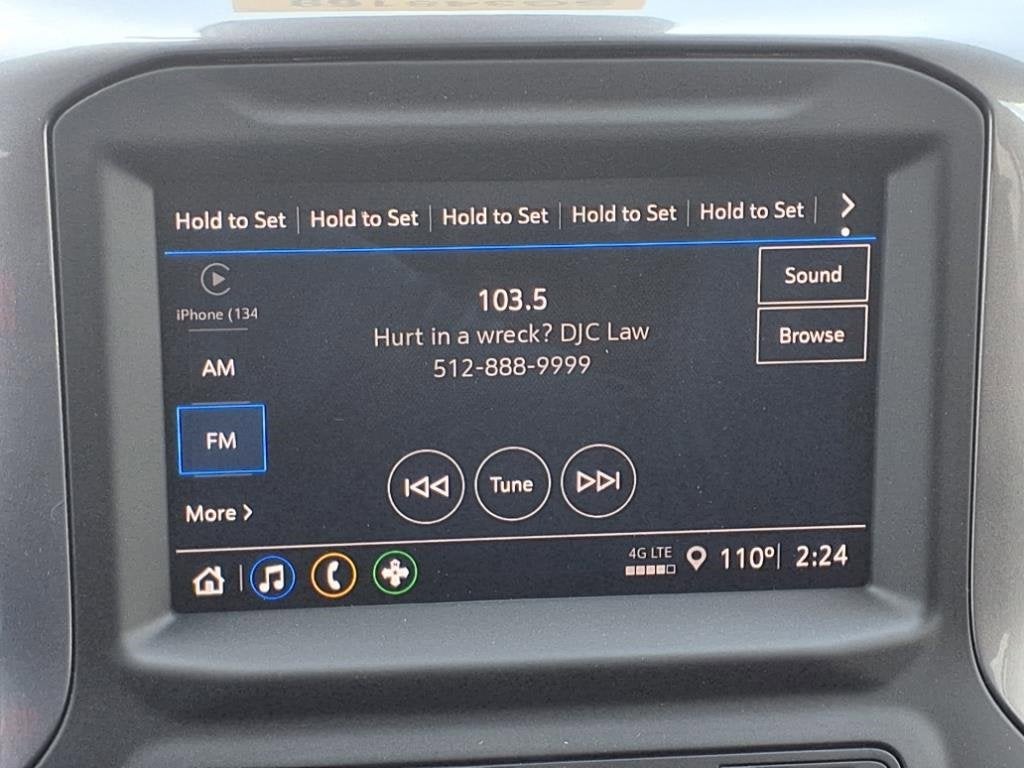 Hold to Set Hold to Set Hold to Set Hold to Set Hold to Set
Sound
iPhone (134
103.5
Hurt in a wreck? DJC Law
Browse
AM
512-888-9999
FM
Tune
More
4G LTE 110° 2:24